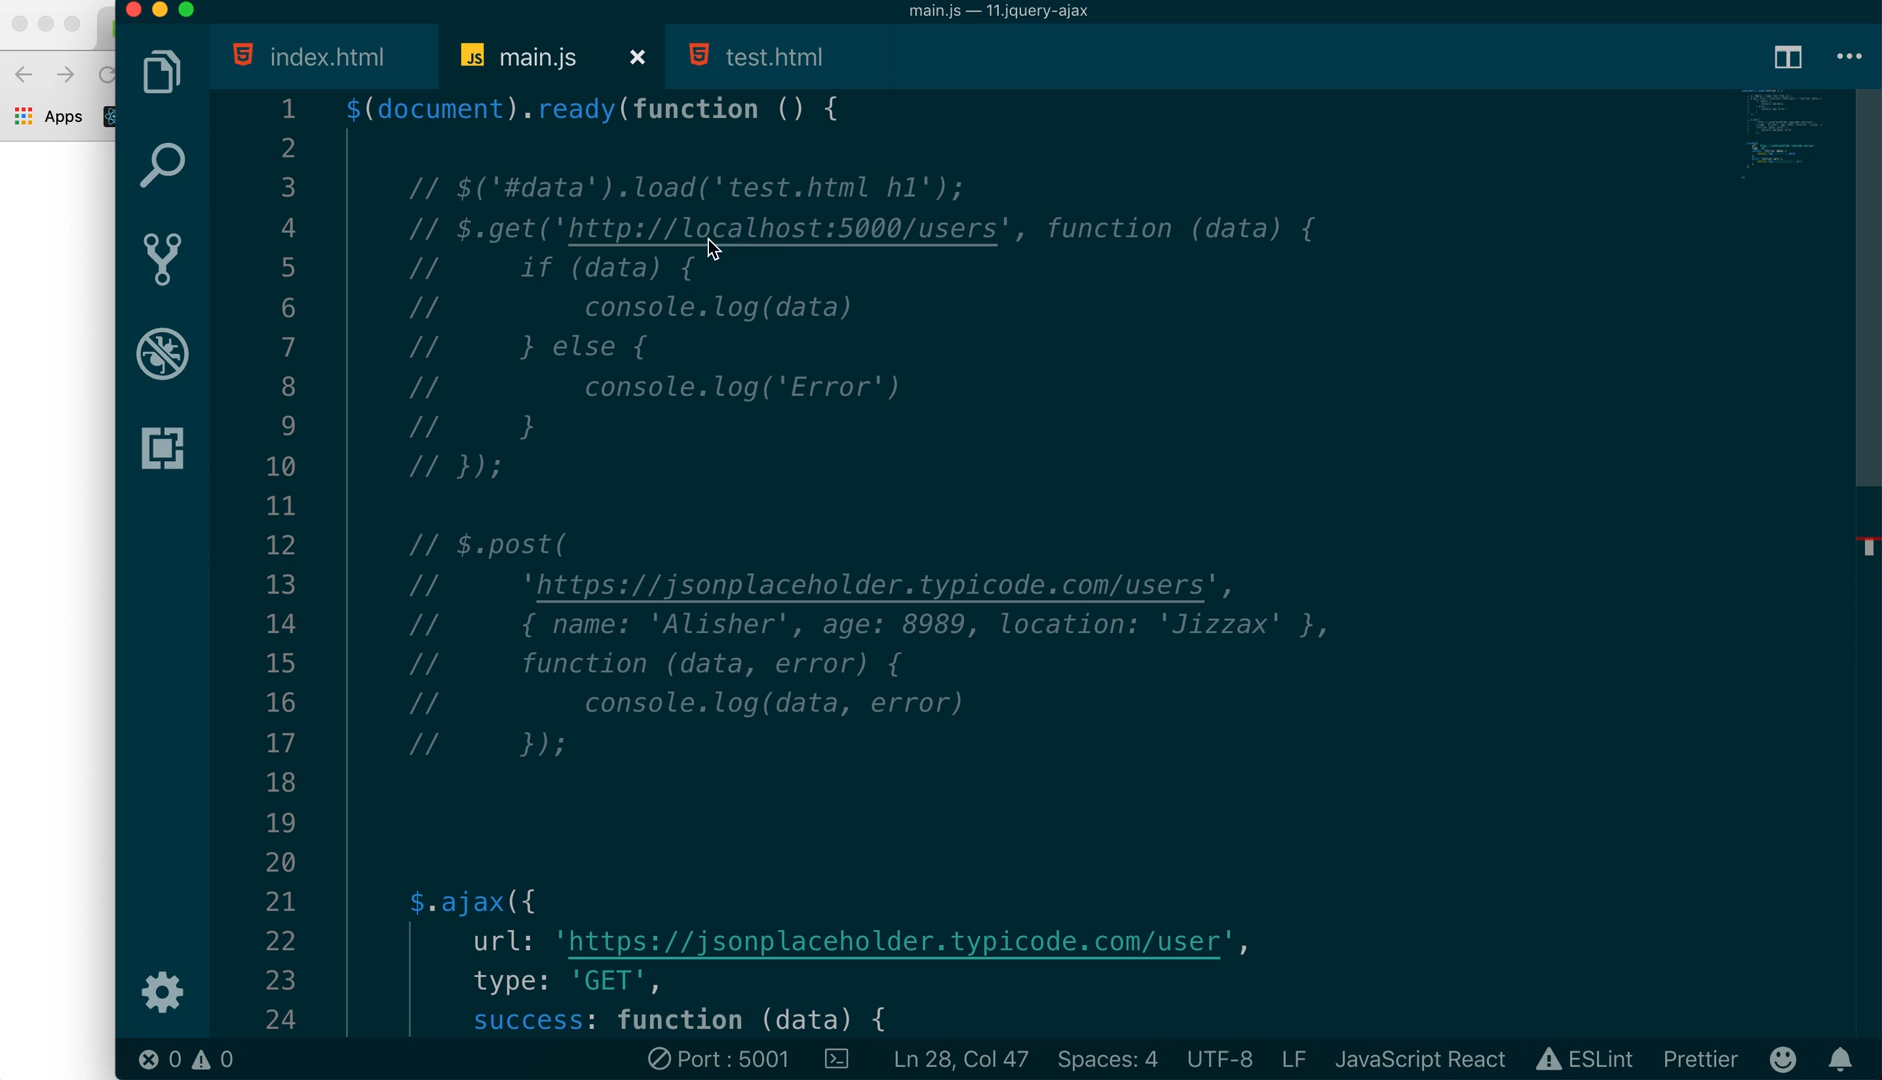 main.js — 11.jquery-ajax
Apps
index.html
JS main.js
test.html
1 $(document).ready(function () {
2
3 // $('#data').load('test.html h1');
4 // $.get('http://localhost:5000/users', function (data) {
5 // if (data) {
6 // console.log(data)
7 // } else {
8 // console.log('Error')
9 // }
10 // });
11
12 // $.post(
13 // 'https://jsonplaceholder.typicode.com/users',
14 // { name: 'Alisher', age: 8989, location: 'Jizzax' },
15 // function (data, error) {
16 // console.log(data, error)
17 // });
18
19
20
21 $.ajax({
22 url: 'https://jsonplaceholder.typicode.com/user',
23 type: 'GET',
24 success: function (data) {
0 0 Port : 5001 Ln 28, Col 47 Spaces: 4 UTF-8 LF JavaScript React ESLint Prettier